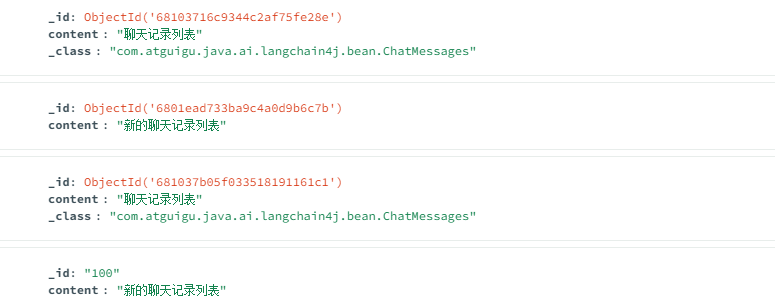 _id: ObjectId('68103716c9344c2af75fe28e')
content : "聊天记录列表"
_class : "com.atguigu.java.ai.langchain4j.bean.ChatMessages"
_id: ObjectId('6801ead733ba9c4a0d9b6c7b')
content : "新的聊天记录列表"
_id: ObjectId('681037b05f033518191161c1')
content : "聊天记录列表"
_class : "com.atguigu.java.ai.langchain4j.bean.ChatMessages"
_id: "100"
content : "新的聊天记录列表"